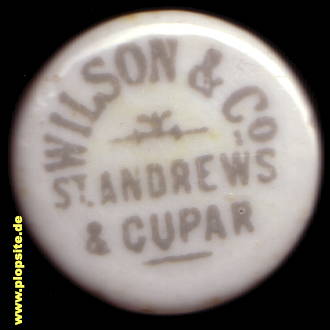 WILSON & Co
ST. ANDREWS
& CUPAR
www.plopsite.de